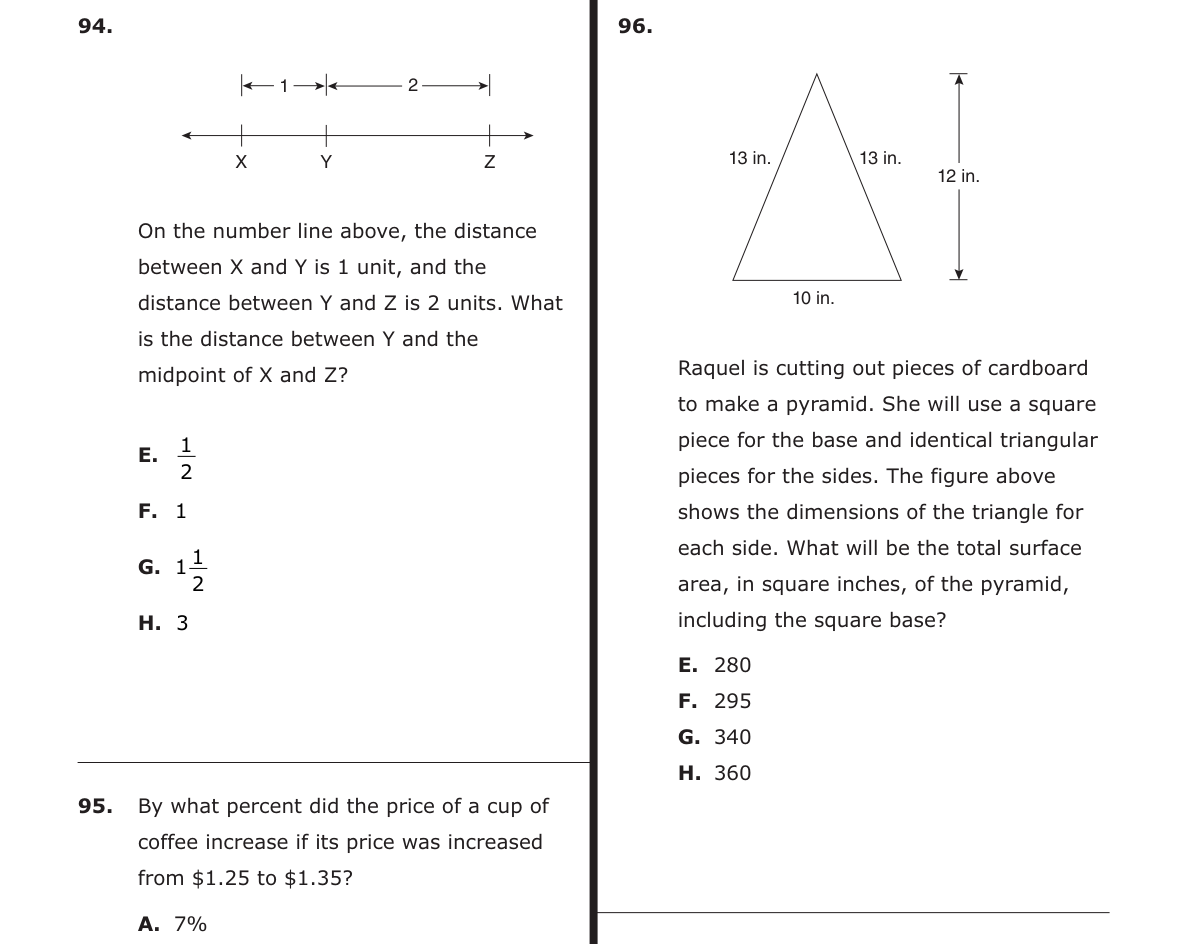 94.
1 2
X Y Z
On the number line above, the distance
between X and Y is 1 unit, and the
distance between Y and Z is 2 units. What
is the distance between Y and the
midpoint of X and Z?
E. 1/2
F. 1
G. 1 1/2
H. 3
95. By what percent did the price of a cup of
coffee increase if its price was increased
from $1.25 to $1.35?
A. 7%
96.
13 in. 13 in.
12 in.
10 in.
Raquel is cutting out pieces of cardboard
to make a pyramid. She will use a square
piece for the base and identical triangular
pieces for the sides. The figure above
shows the dimensions of the triangle for
each side. What will be the total surface
area, in square inches, of the pyramid,
including the square base?
E. 280
F. 295
G. 340
H. 360